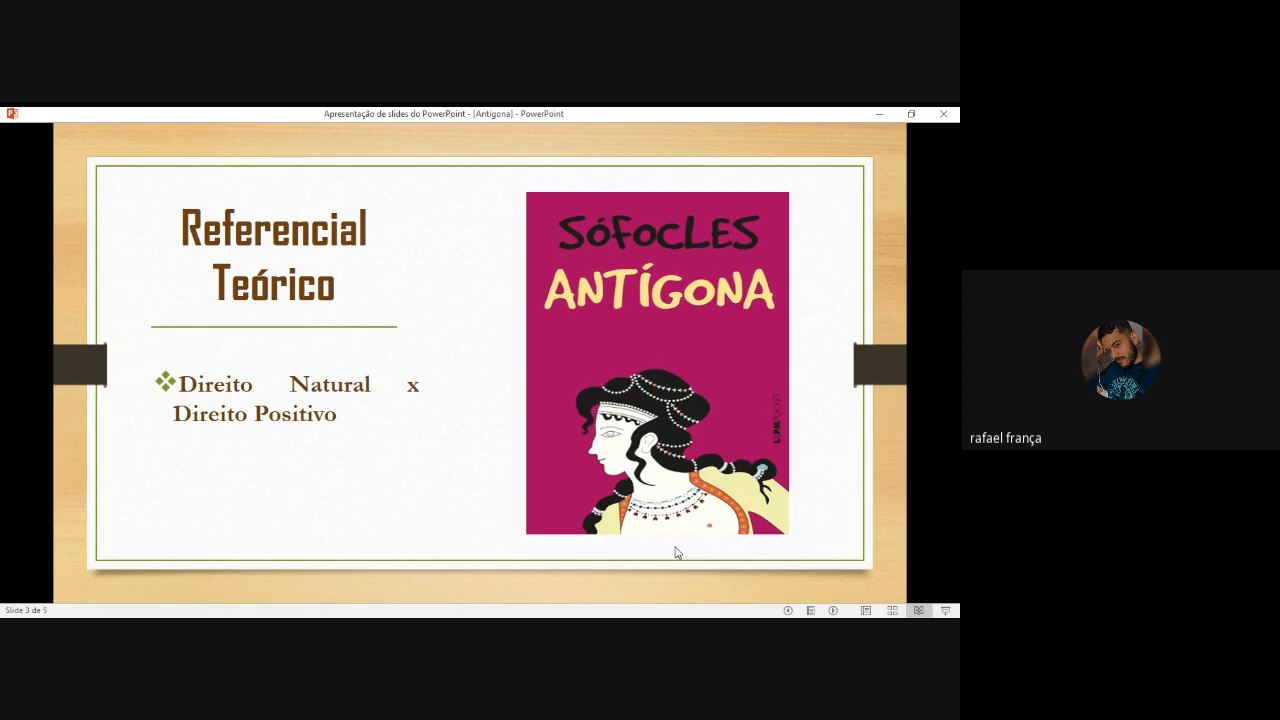 Apresentação de slides do PowerPoint - [Antígona] - PowerPoint
Referencial
Teórico
Direito Natural x
Direito Positivo
SÓFOCLES
ANTÍGONA
L&PM POCKET
rafael frança
Slide 3 de 5